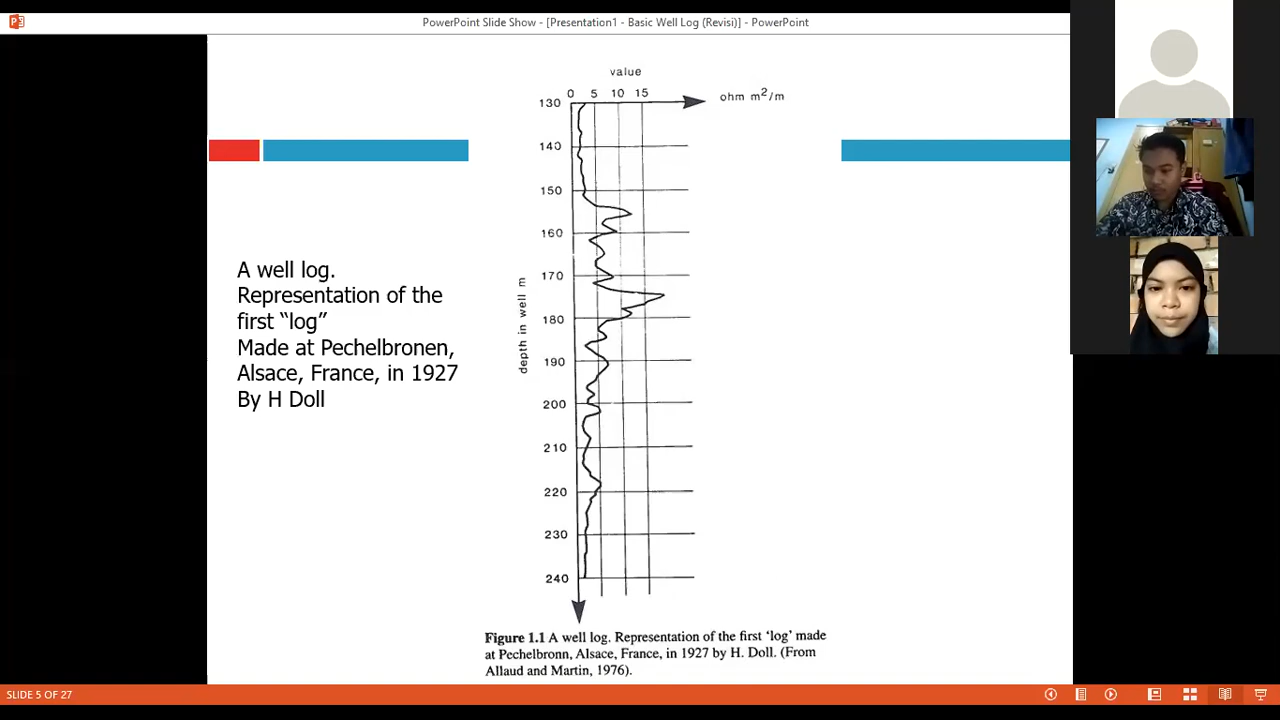 PowerPoint Slide Show - [Presentation1 - Basic Well Log (Revisi)] - PowerPoint
value
0 5 10 15
ohm m²/m
130
140
150
160
170
180
190
200
210
220
230
240
depth in well m
A well log.
Representation of the
first “log”
Made at Pechelbronen,
Alsace, France, in 1927
By H Doll
Figure 1.1 A well log. Representation of the first ‘log’ made
at Pechelbronn, Alsace, France, in 1927 by H. Doll. (From
Allaud and Martin, 1976).
SLIDE 5 OF 27